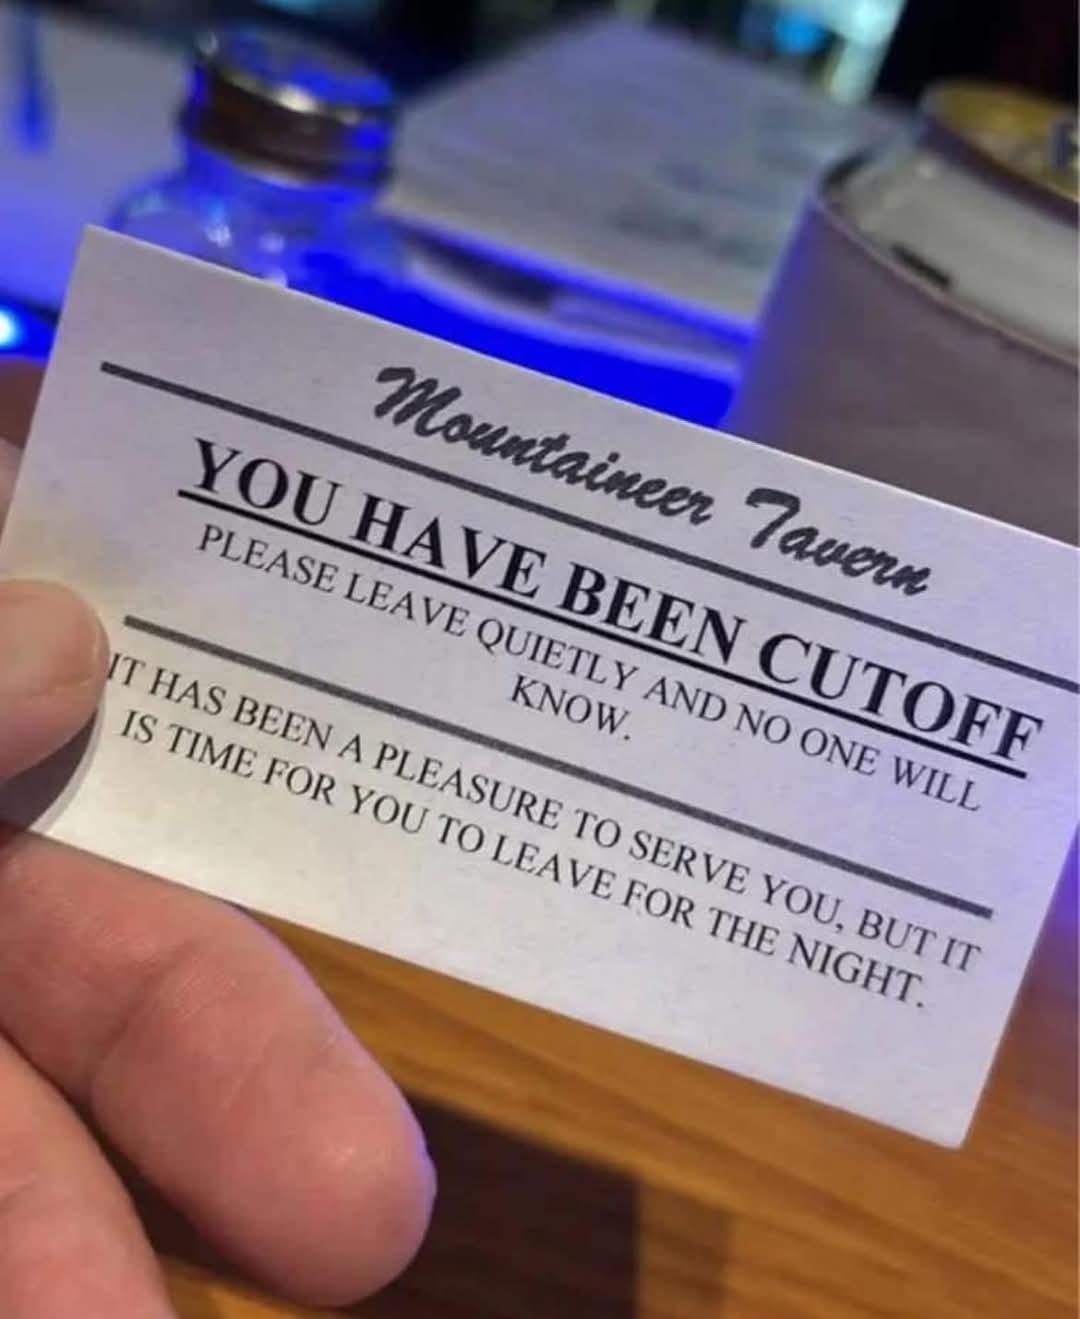 Mountaineer Tavern
YOU HAVE BEEN CUTOFF
PLEASE LEAVE QUIETLY AND NO ONE WILL
KNOW.
IT HAS BEEN A PLEASURE TO SERVE YOU, BUT IT
IS TIME FOR YOU TO LEAVE FOR THE NIGHT.